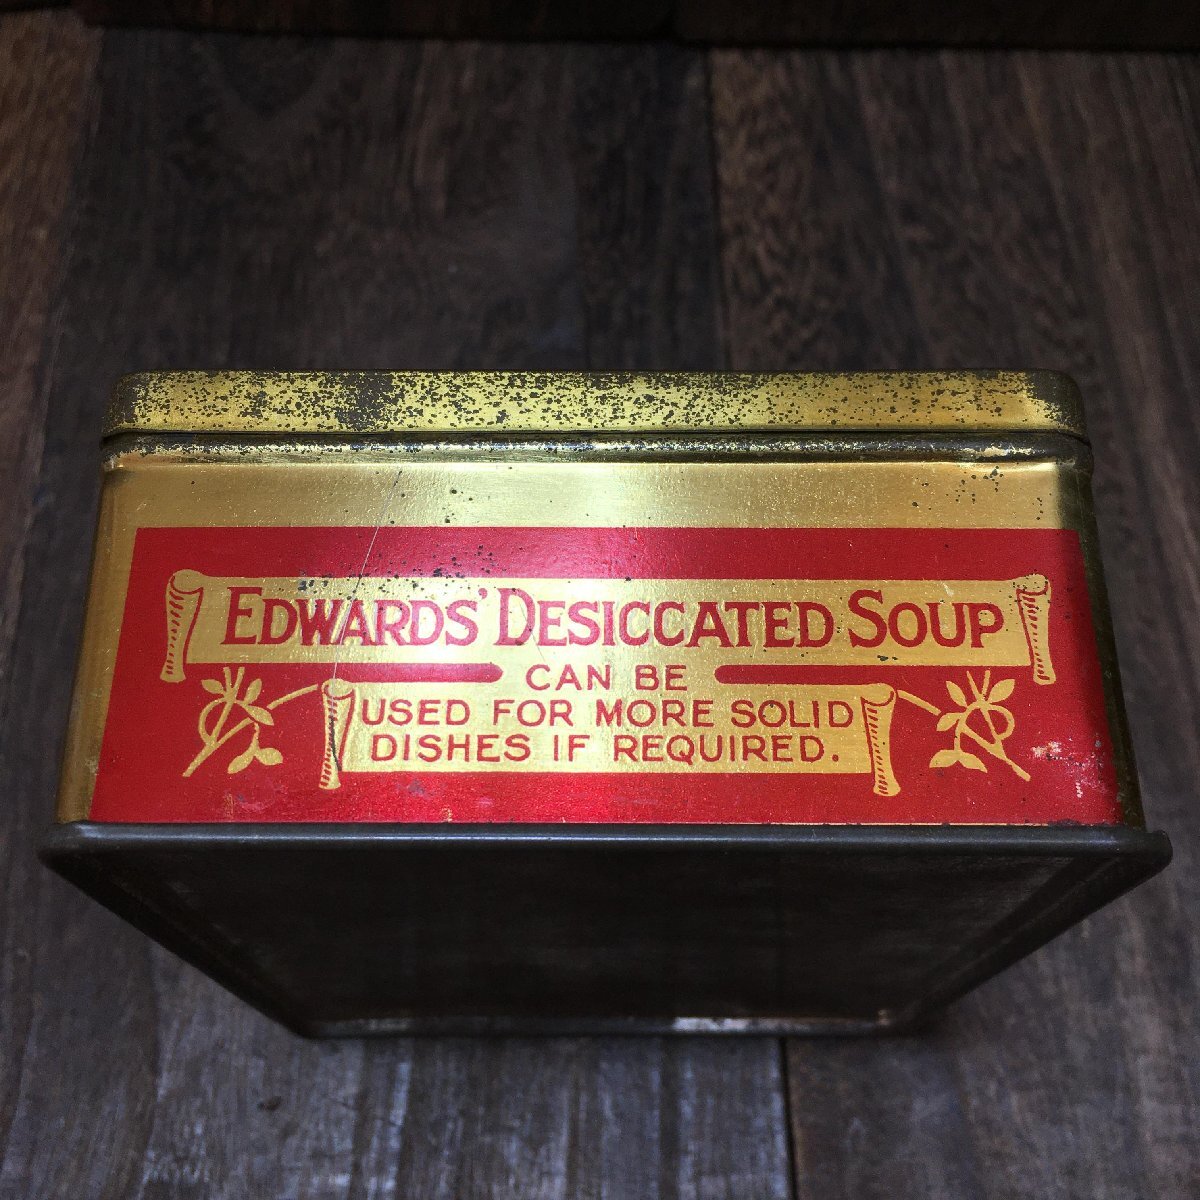 EDWARDS' DESICCATED SOUP
CAN BE
USED FOR MORE SOLID
DISHES IF REQUIRED.